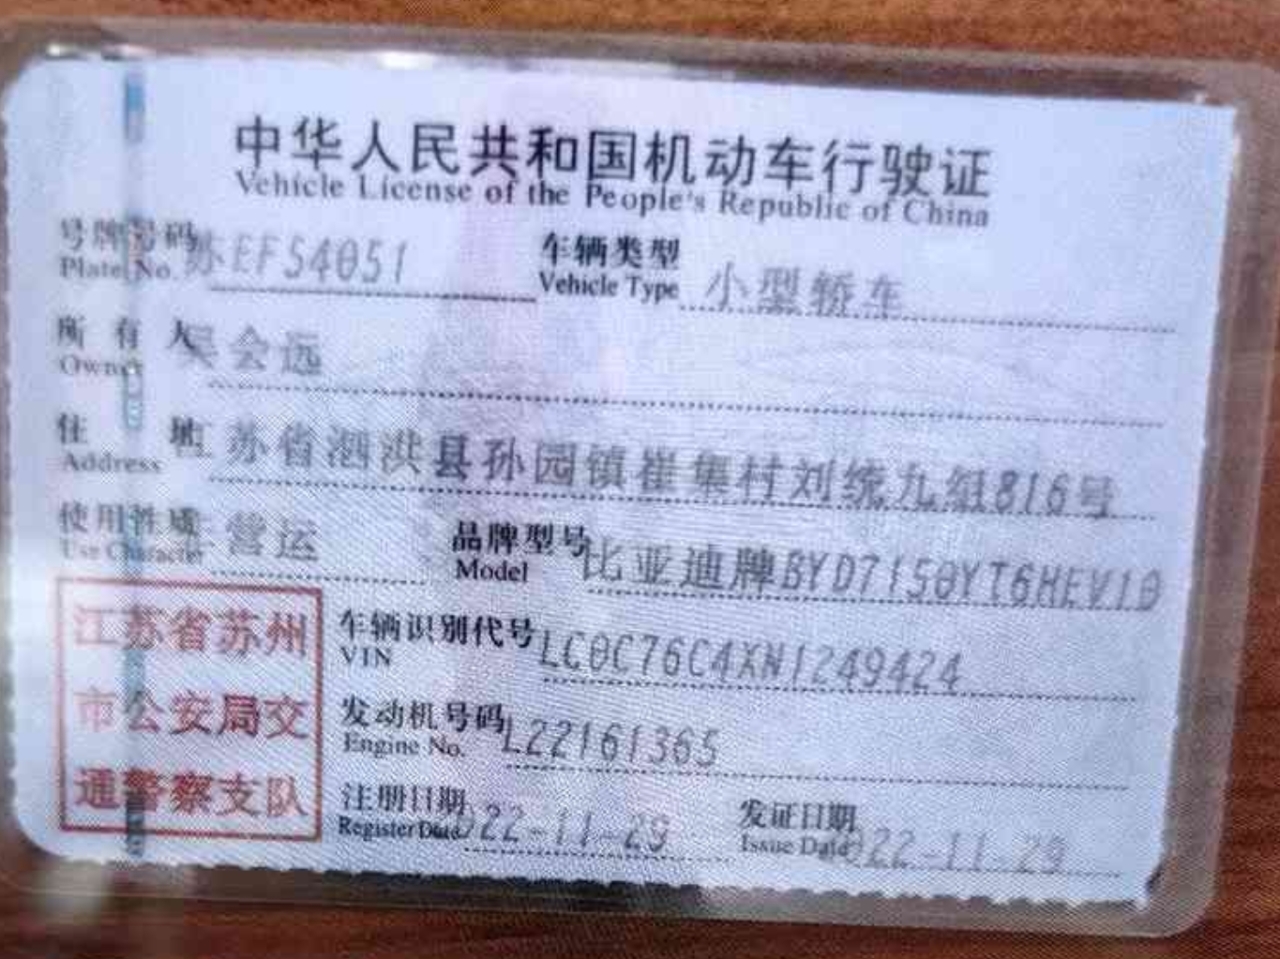 中华人民共和国机动车行驶证
Vehicle License of the People's Republic of China
号牌号码 苏EF54051 车辆类型 小型轿车
Plate No. Vehicle Type
所有人 吴会远
Owner
住址 苏省泗洪县孙园镇崔集村刘统九组816号
Address
使用性质 营运 品牌型号 比亚迪牌BYD7150YT6HEV10
Use Character Model
江苏省苏州
市公安局交
通警察支队
车辆识别代号 LC0C76C4XN1249424
VIN
发动机号码 L22161365
Engine No.
注册日期 2022-11-29 发证日期 2022-11-29
Register Date Issue Date